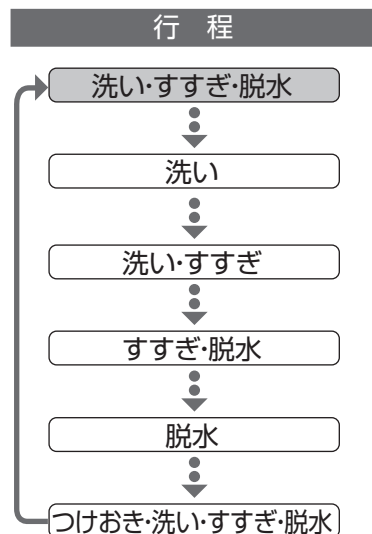 行 程
洗い・すすぎ・脱水
洗い
洗い・すすぎ
すすぎ・脱水
脱水
つけおき・洗い・すすぎ・脱水